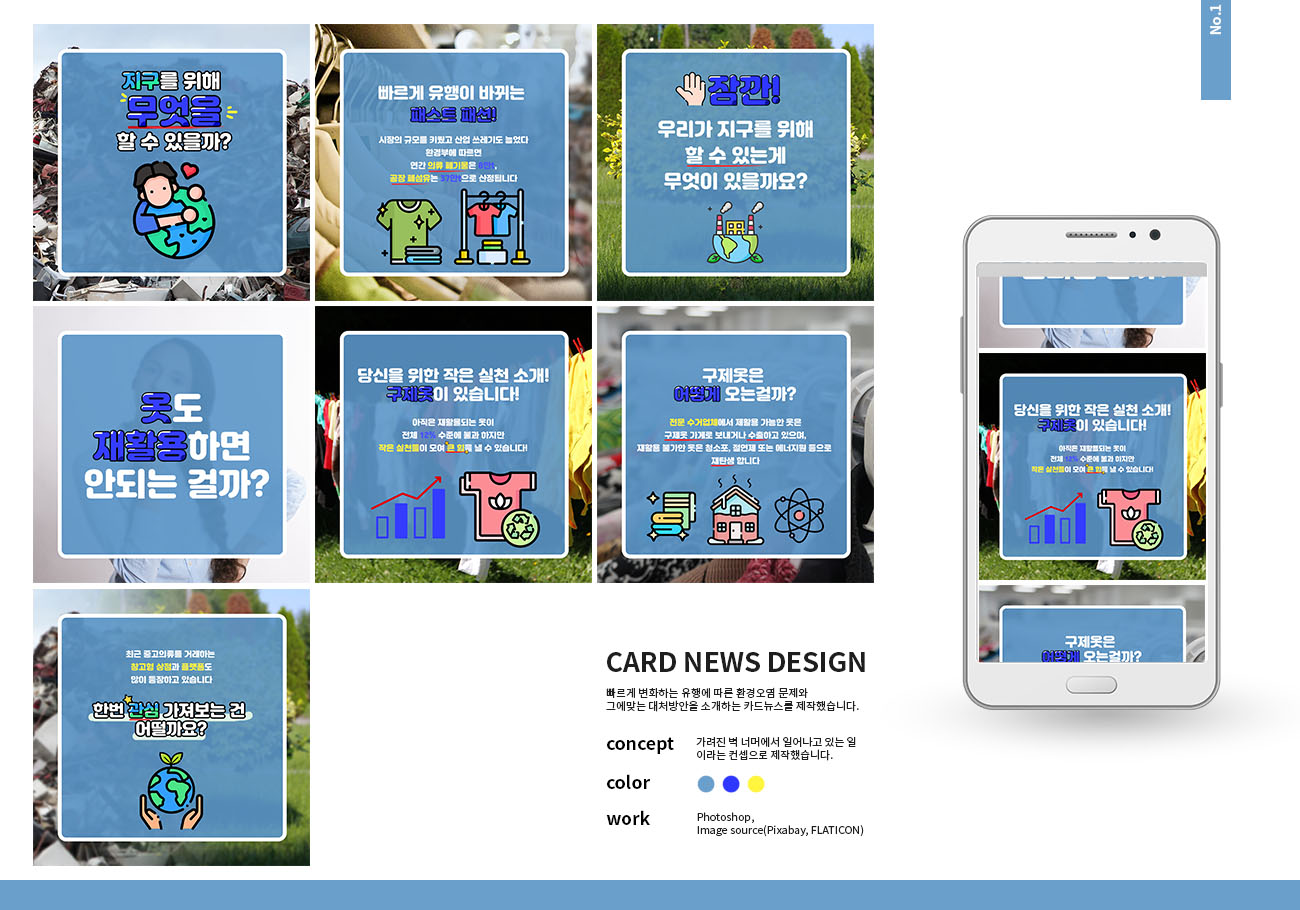 No.1
지구를 위해
무엇을
할 수 있을까?
빠르게 유행이 바뀌는
패스트 패션!
시장의 규모를 키웠고 산업 쓰레기도 늘었다
환경부에 따르면
연간 의류 폐기물은 8만t,
공장 폐섬유는 37만t으로 산정됩니다
잠깐!
우리가 지구를 위해
할 수 있는게
무엇이 있을까요?
옷도
재활용하면
안되는 걸까?
당신을 위한 작은 실천 소개!
구제옷이 있습니다!
아직은 재활용되는 옷이
전체 12% 수준에 불과 하지만
작은 실천들이 모여 큰 힘을 낼 수 있습니다!
구제옷은
어떻게 오는걸까?
전문 수거업체에서 재활용 가능한 옷은
구제옷 가게로 보내거나 수출하고 있으며,
재활용 불가한 옷은 청소포, 절연제 또는 에너지원 등으로
재탄생 합니다
최근 중고의류를 거래하는
창고형 상점과 플랫폼도
많이 등장하고 있습니다
한번 관심 가져보는 건
어떨까요?
당신을 위한 작은 실천 소개!
구제옷이 있습니다!
아직은 재활용되는 옷이
전체 12% 수준에 불과 하지만
작은 실천들이 모여 큰 힘을 낼 수 있습니다!
구제옷은
어떻게 오는걸까?
CARD NEWS DESIGN
빠르게 변화하는 유행에 따른 환경오염 문제와
그에맞는 대처방안을 소개하는 카드뉴스를 제작했습니다.
concept
가려진 벽 너머에서 일어나고 있는 일
이라는 컨셉으로 제작했습니다.
color
work
Photoshop,
Image source(Pixabay, FLATICON)